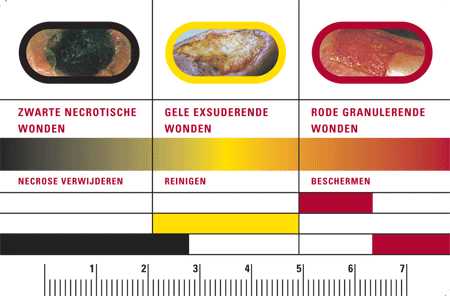 ZWARTE NECROTISCHE
WONDEN
GELE EXSUDERENDE
WONDEN
RODE GRANULERENDE
WONDEN
NECROSE VERWIJDEREN
REINIGEN
BESCHERMEN
1 2 3 4 5 6 7